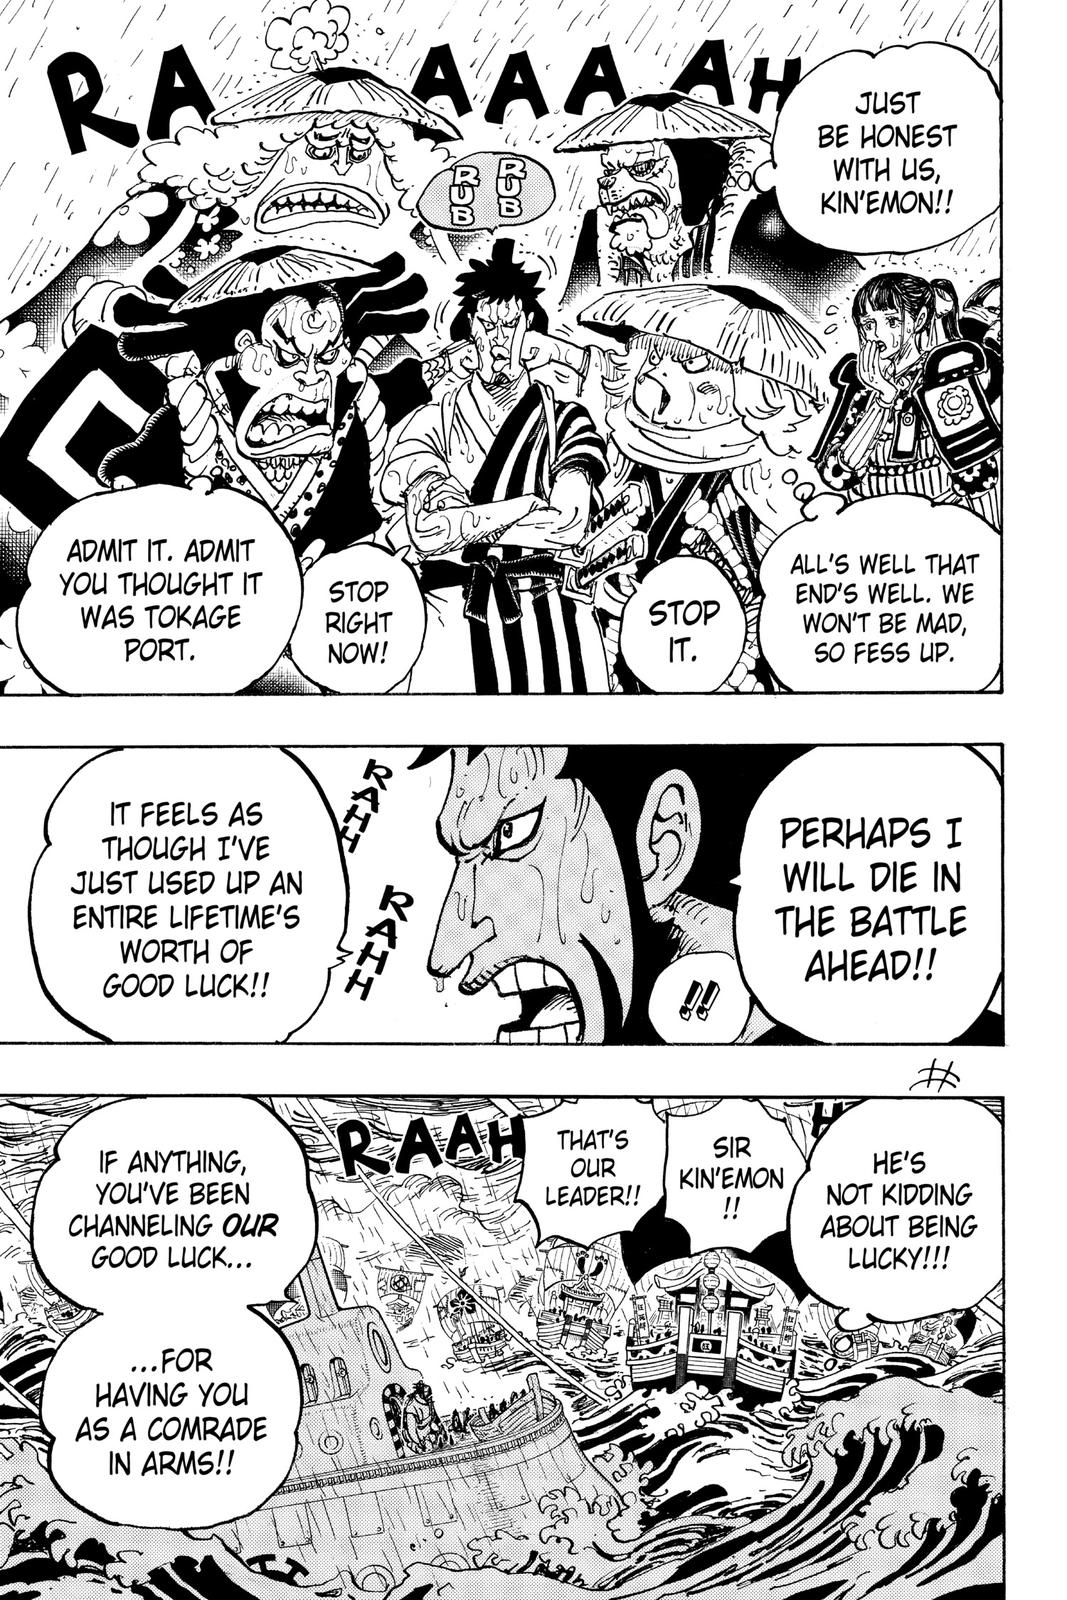 RAAAAAH
JUST
BE HONEST
WITH US,
KIN'EMON!!
RUB
RUB
ALL'S WELL THAT
END'S WELL. WE
WON'T BE MAD,
SO FESS UP.
STOP
IT.
STOP
RIGHT
NOW!
ADMIT IT. ADMIT
YOU THOUGHT IT
WAS TOKAGE
PORT.
PERHAPS I
WILL DIE IN
THE BATTLE
AHEAD!!
!!
RAHH
RAHH
IT FEELS AS
THOUGH I'VE
JUST USED UP AN
ENTIRE LIFETIME'S
WORTH OF
GOOD LUCK!!
HE'S
NOT KIDDING
ABOUT BEING
LUCKY!!!
SIR
KIN'EMON
!!
THAT'S
OUR
LEADER!!
RAAH
IF ANYTHING,
YOU'VE BEEN
CHANNELING OUR
GOOD LUCK...
...FOR
HAVING YOU
AS A COMRADE
IN ARMS!!